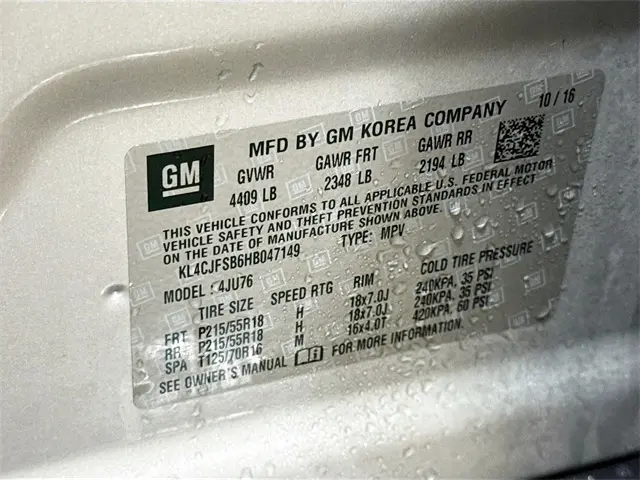 10 / 16
MFD BY GM KOREA COMPANY
GM
GVWR GAWR FRT GAWR RR
4409 LB 2348 LB 2194 LB
THIS VEHICLE CONFORMS TO ALL APPLICABLE U.S. FEDERAL MOTOR
VEHICLE SAFETY AND THEFT PREVENTION STANDARDS IN EFFECT
ON THE DATE OF MANUFACTURE SHOWN ABOVE.
KL4CJFSB6HB047149 TYPE: MPV
MODEL : 4JU76
TIRE SIZE SPEED RTG RIM COLD TIRE PRESSURE
FRT P215/55R18 H 18x7.0J 240KPA, 35 PSI
RR P215/55R18 H 18x7.0J 240KPA, 35 PSI
SPA T125/70R16 M 16x4.0T 420KPA, 60 PSI
SEE OWNER'S MANUAL FOR MORE INFORMATION.